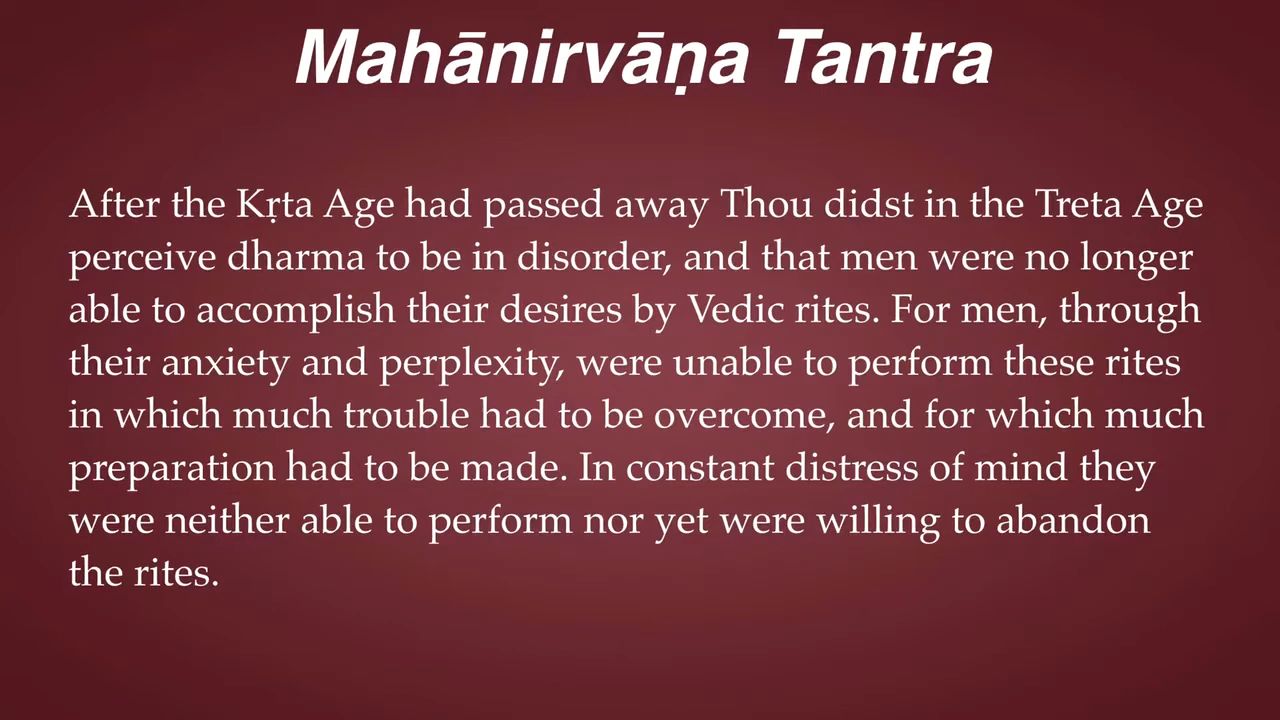 Mahānirvāṇa Tantra
After the Kṛta Age had passed away Thou didst in the Treta Age
perceive dharma to be in disorder, and that men were no longer
able to accomplish their desires by Vedic rites. For men, through
their anxiety and perplexity, were unable to perform these rites
in which much trouble had to be overcome, and for which much
preparation had to be made. In constant distress of mind they
were neither able to perform nor yet were willing to abandon
the rites.